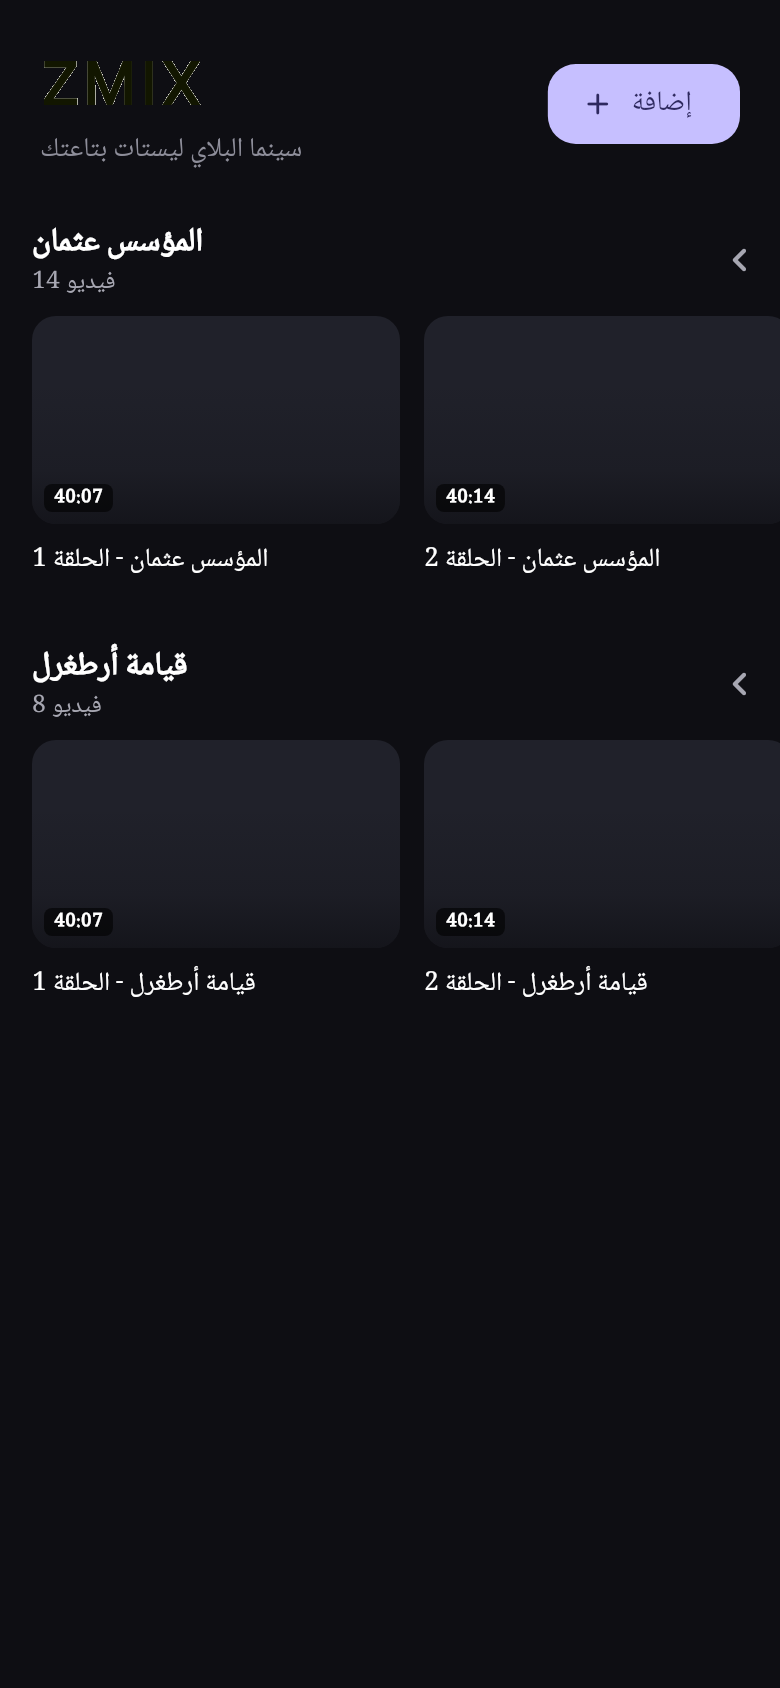 ZMIX
إضافة
سينما البلاي ليستات بتاعتك
المؤسس عثمان
14 فيديو
40:07
40:14
المؤسس عثمان - الحلقة 1
المؤسس عثمان - الحلقة 2
قيامة أرطغرل
8 فيديو
40:07
40:14
قيامة أرطغرل - الحلقة 1
قيامة أرطغرل - الحلقة 2